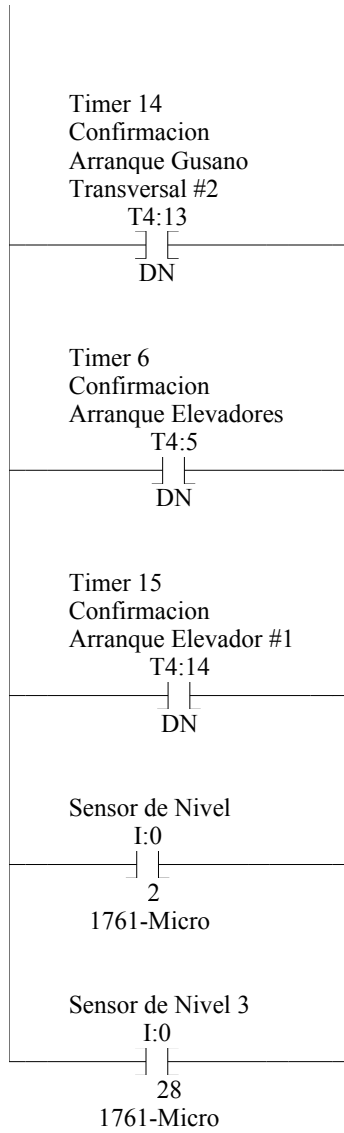 Timer 14
Confirmacion
Arranque Gusano
Transversal #2
T4:13
DN
Timer 6
Confirmacion
Arranque Elevadores
T4:5
DN
Timer 15
Confirmacion
Arranque Elevador #1
T4:14
DN
Sensor de Nivel
I:0
2
1761-Micro
Sensor de Nivel 3
I:0
28
1761-Micro